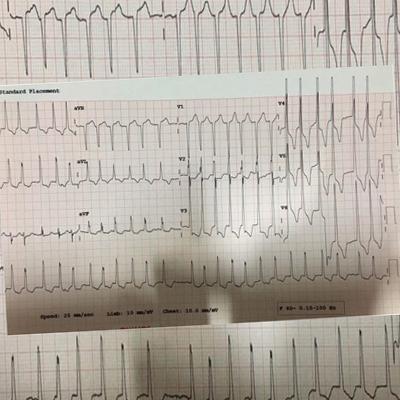 Standard Placement
aVR V1 V4
aVL V2 V5
aVF V3 V6
Speed: 25 mm/sec Limb: 10 mm/mV Chest: 10.0 mm/mV F 60~ 0.15-100 Hz